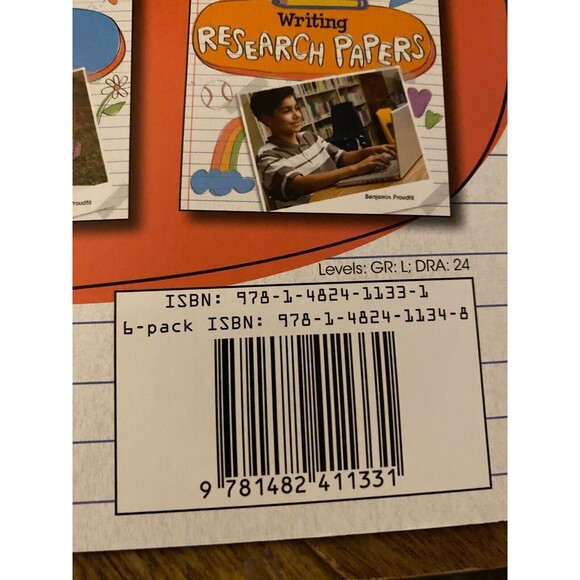 Writing
RESEARCH PAPERS
Proudfit
Benjamin Proudfit
Levels: GR: L; DRA: 24
ISBN: 978-1-4824-1133-1
6-pack ISBN: 978-1-4824-1134-8
9 781482 411331